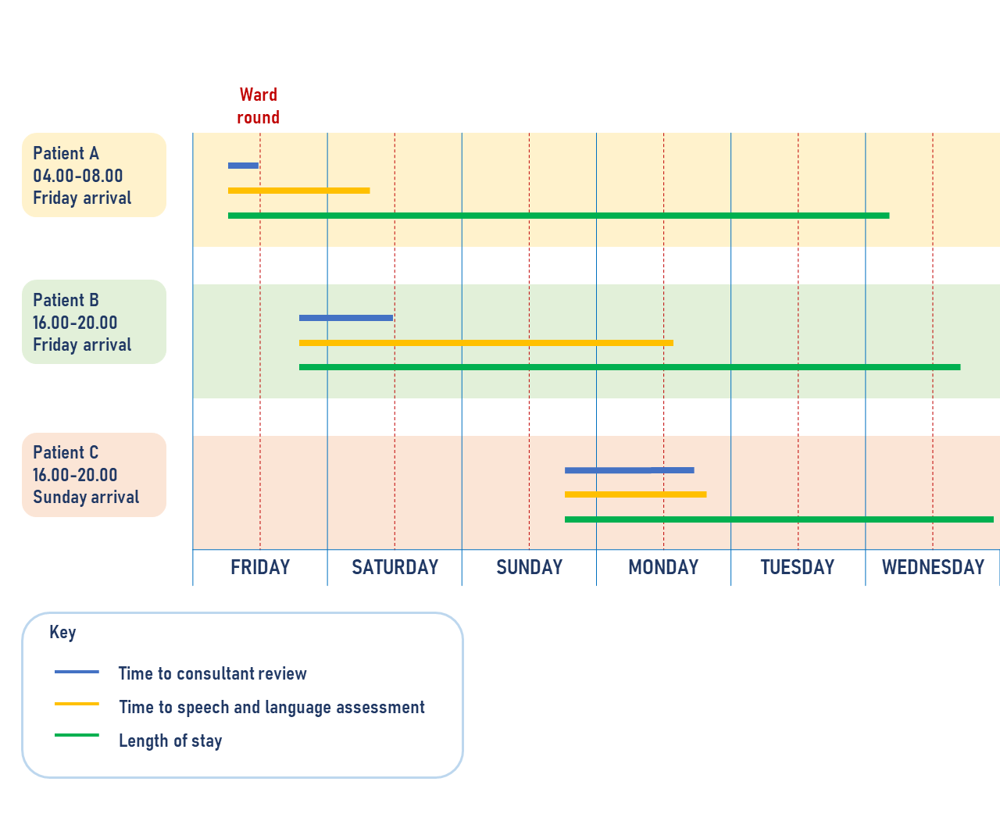 Ward
round
Patient A
04.00-08.00
Friday arrival
Patient B
16.00-20.00
Friday arrival
Patient C
16.00-20.00
Sunday arrival
FRIDAY
SATURDAY
SUNDAY
MONDAY
TUESDAY
WEDNESDAY
Key
Time to consultant review
Time to speech and language assessment
Length of stay